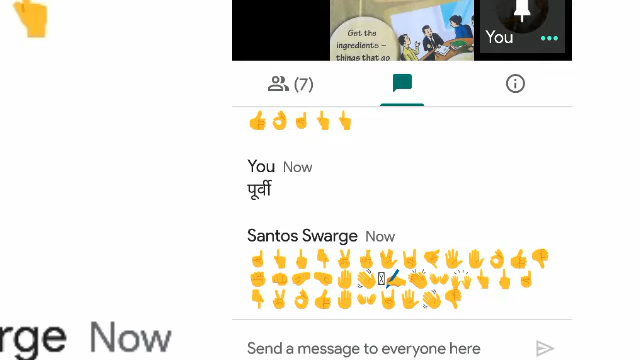 Get the
ingredients –
things that go
You
(7)
You Now
पूर्वी
Santos Swarge Now
Send a message to everyone here
rge Now